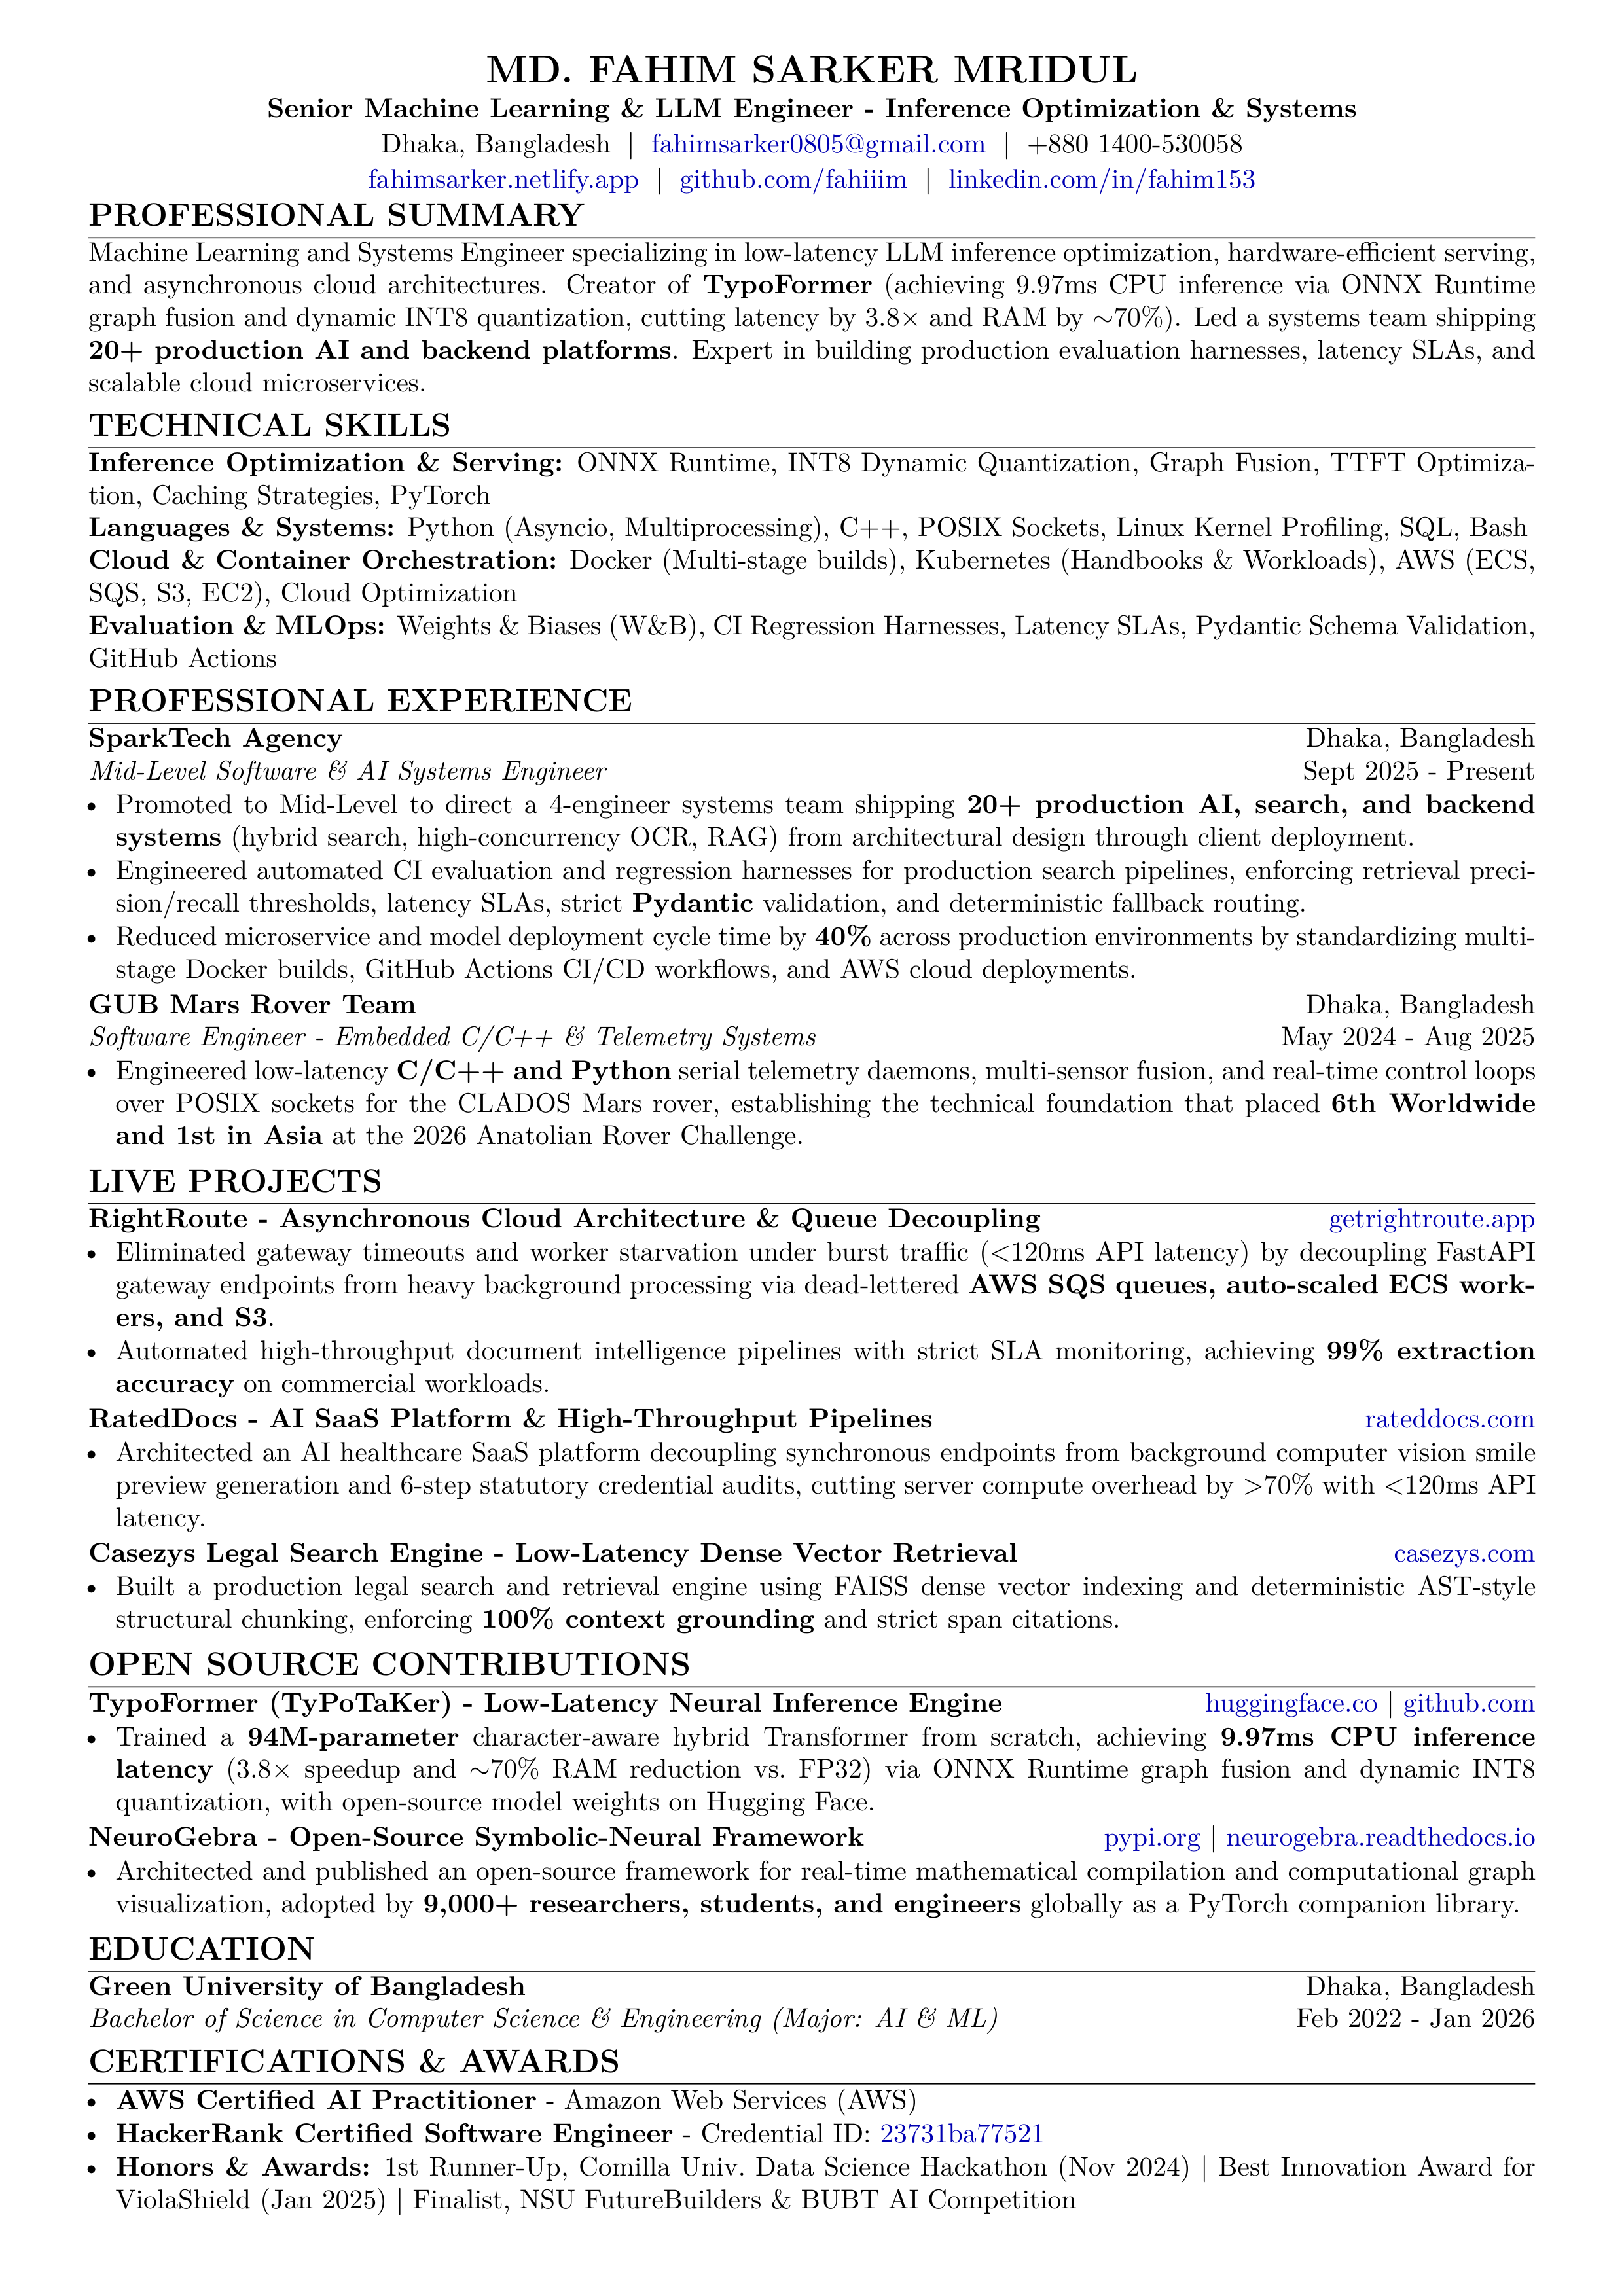 MD. FAHIM SARKER MRIDUL
Senior Machine Learning & LLM Engineer - Inference Optimization & Systems
Dhaka, Bangladesh | fahimsarker0805@gmail.com | +880 1400-530058
fahimsarker.netlify.app | github.com/fahiiim | linkedin.com/in/fahim153
PROFESSIONAL SUMMARY
Machine Learning and Systems Engineer specializing in low-latency LLM inference optimization, hardware-efficient serving,
and asynchronous cloud architectures. Creator of TypoFormer (achieving 9.97ms CPU inference via ONNX Runtime
graph fusion and dynamic INT8 quantization, cutting latency by 3.8× and RAM by ~70%). Led a systems team shipping
20+ production AI and backend platforms. Expert in building production evaluation harnesses, latency SLAs, and
scalable cloud microservices.
TECHNICAL SKILLS
Inference Optimization & Serving: ONNX Runtime, INT8 Dynamic Quantization, Graph Fusion, TTFT Optimiza-
tion, Caching Strategies, PyTorch
Languages & Systems: Python (Asyncio, Multiprocessing), C++, POSIX Sockets, Linux Kernel Profiling, SQL, Bash
Cloud & Container Orchestration: Docker (Multi-stage builds), Kubernetes (Handbooks & Workloads), AWS (ECS,
SQS, S3, EC2), Cloud Optimization
Evaluation & MLOps: Weights & Biases (W&B), CI Regression Harnesses, Latency SLAs, Pydantic Schema Validation,
GitHub Actions
PROFESSIONAL EXPERIENCE
SparkTech Agency Dhaka, Bangladesh
Mid-Level Software & AI Systems Engineer Sept 2025 - Present
• Promoted to Mid-Level to direct a 4-engineer systems team shipping 20+ production AI, search, and backend
systems (hybrid search, high-concurrency OCR, RAG) from architectural design through client deployment.
• Engineered automated CI evaluation and regression harnesses for production search pipelines, enforcing retrieval preci-
sion/recall thresholds, latency SLAs, strict Pydantic validation, and deterministic fallback routing.
• Reduced microservice and model deployment cycle time by 40% across production environments by standardizing multi-
stage Docker builds, GitHub Actions CI/CD workflows, and AWS cloud deployments.
GUB Mars Rover Team Dhaka, Bangladesh
Software Engineer - Embedded C/C++ & Telemetry Systems May 2024 - Aug 2025
• Engineered low-latency C/C++ and Python serial telemetry daemons, multi-sensor fusion, and real-time control loops
over POSIX sockets for the CLADOS Mars rover, establishing the technical foundation that placed 6th Worldwide
and 1st in Asia at the 2026 Anatolian Rover Challenge.
LIVE PROJECTS
RightRoute - Asynchronous Cloud Architecture & Queue Decoupling getrightroute.app
• Eliminated gateway timeouts and worker starvation under burst traffic (<120ms API latency) by decoupling FastAPI
gateway endpoints from heavy background processing via dead-lettered AWS SQS queues, auto-scaled ECS work-
ers, and S3.
• Automated high-throughput document intelligence pipelines with strict SLA monitoring, achieving 99% extraction
accuracy on commercial workloads.
RatedDocs - AI SaaS Platform & High-Throughput Pipelines rateddocs.com
• Architected an AI healthcare SaaS platform decoupling synchronous endpoints from background computer vision smile
preview generation and 6-step statutory credential audits, cutting server compute overhead by >70% with <120ms API
latency.
Casezys Legal Search Engine - Low-Latency Dense Vector Retrieval casezys.com
• Built a production legal search and retrieval engine using FAISS dense vector indexing and deterministic AST-style
structural chunking, enforcing 100% context grounding and strict span citations.
OPEN SOURCE CONTRIBUTIONS
TypoFormer (TyPoTaKer) - Low-Latency Neural Inference Engine huggingface.co | github.com
• Trained a 94M-parameter character-aware hybrid Transformer from scratch, achieving 9.97ms CPU inference
latency (3.8× speedup and ~70% RAM reduction vs. FP32) via ONNX Runtime graph fusion and dynamic INT8
quantization, with open-source model weights on Hugging Face.
NeuroGebra - Open-Source Symbolic-Neural Framework pypi.org | neurogebra.readthedocs.io
• Architected and published an open-source framework for real-time mathematical compilation and computational graph
visualization, adopted by 9,000+ researchers, students, and engineers globally as a PyTorch companion library.
EDUCATION
Green University of Bangladesh Dhaka, Bangladesh
Bachelor of Science in Computer Science & Engineering (Major: AI & ML) Feb 2022 - Jan 2026
CERTIFICATIONS & AWARDS
• AWS Certified AI Practitioner - Amazon Web Services (AWS)
• HackerRank Certified Software Engineer - Credential ID: 23731ba77521
• Honors & Awards: 1st Runner-Up, Comilla Univ. Data Science Hackathon (Nov 2024) | Best Innovation Award for
ViolaShield (Jan 2025) | Finalist, NSU FutureBuilders & BUBT AI Competition